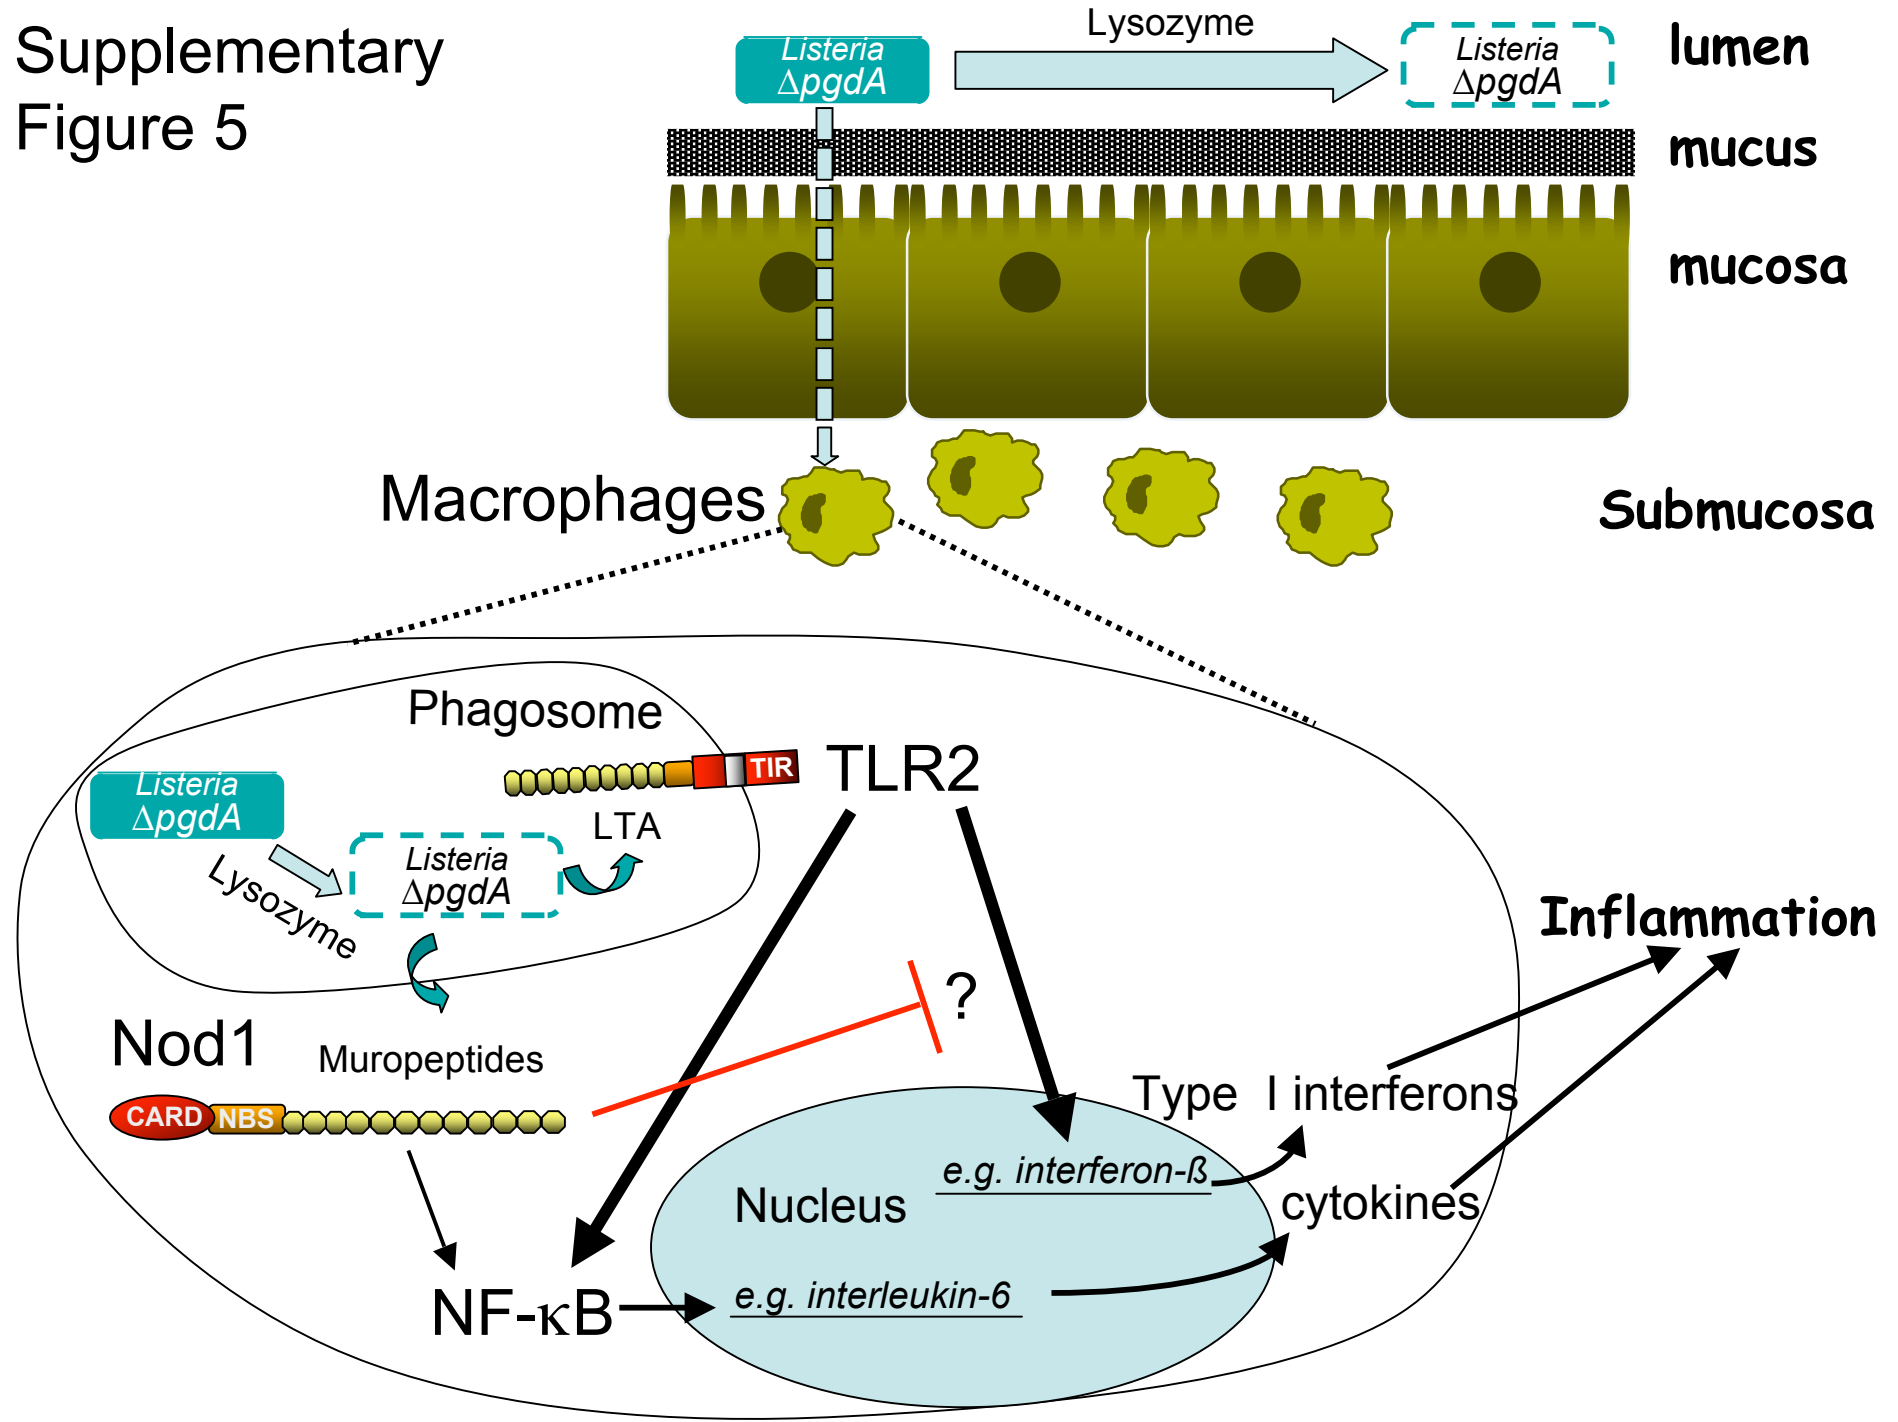 Supplementary
Figure 5
Listeria
ΔpgdA
Lysozyme
Listeria
ΔpgdA
lumen
mucus
mucosa
Macrophages
Submucosa
Phagosome
TIR
TLR2
Listeria
ΔpgdA
LTA
Lysozyme
Listeria
ΔpgdA
Inflammation
?
Nod1
Muropeptides
CARD
NBS
Type I interferons
e.g. interferon-ß
Nucleus
cytokines
NF-κB
e.g. interleukin-6